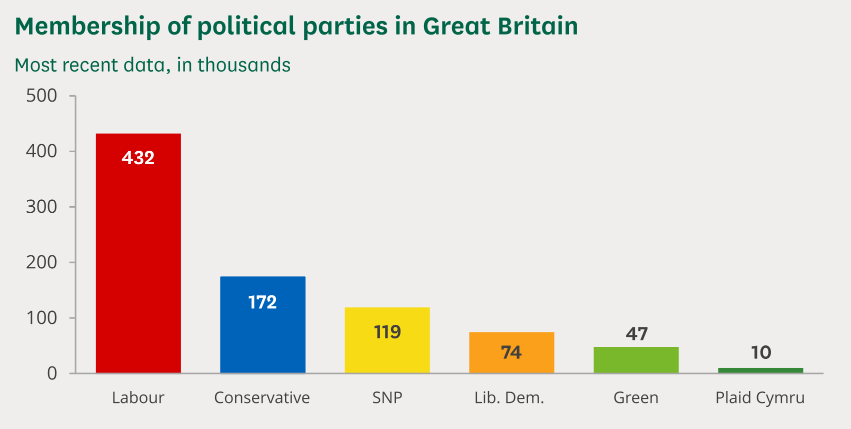 Membership of political parties in Great Britain
Most recent data, in thousands
500
400
300
200
100
0
432
172
119
74
47
10
Labour
Conservative
SNP
Lib. Dem.
Green
Plaid Cymru